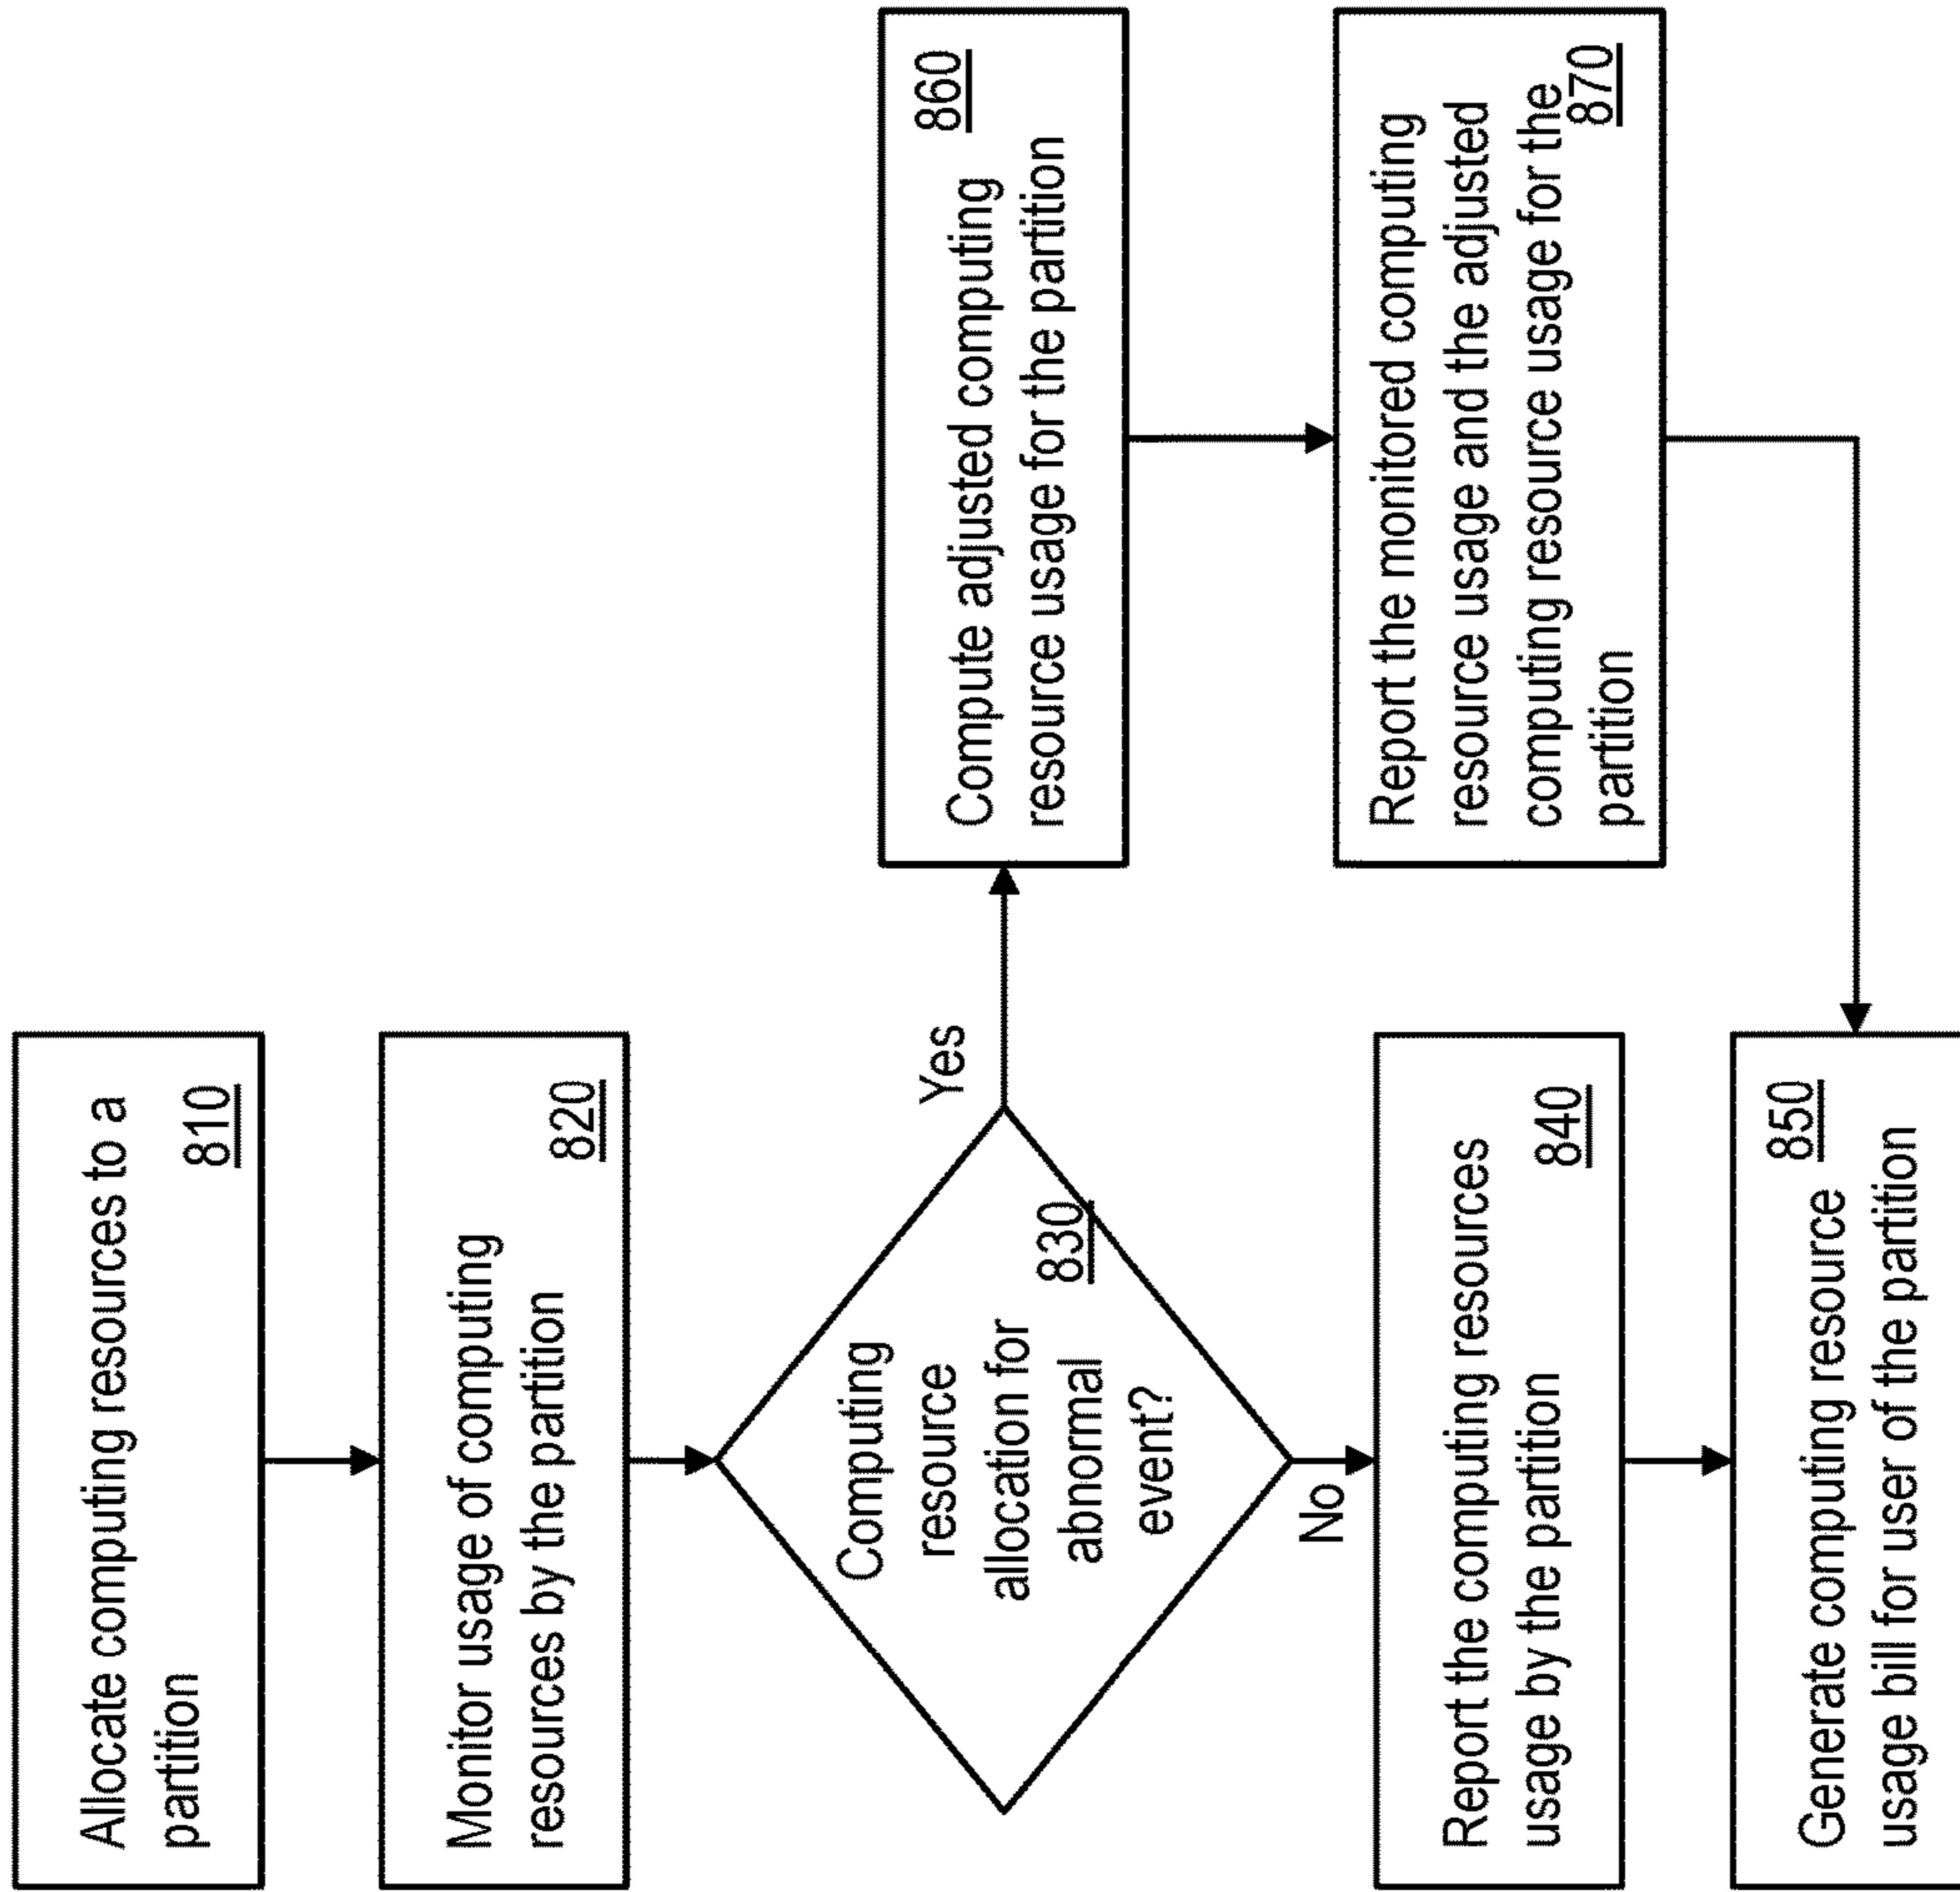 Allocate computing resources to a
partition
810
Monitor usage of computing
resources by the partition
820
Computing
resource
allocation for
abnormal
event?
830
Yes
No
Report the computing resources
usage by the partition
840
Generate computing resource
usage bill for user of the partition
850
Compute adjusted computing
resource usage for the partition
860
Report the monitored computing
resource usage and the adjusted
computing resource usage for the
partition
870